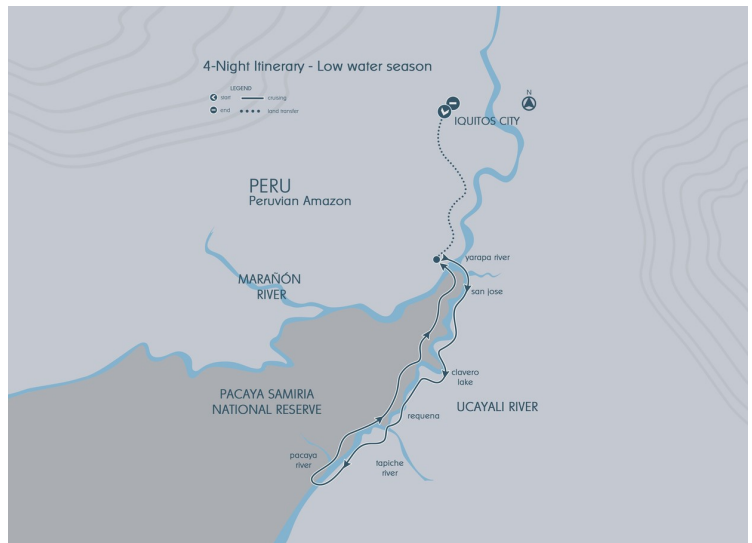 4-Night Itinerary - Low water season
LEGEND
start
cruising
end
land transfer
N
IQUITOS CITY
PERU
Peruvian Amazon
yarapa river
MARAÑÓN
RIVER
san jose
clavero
lake
PACAYA SAMIRIA
NATIONAL RESERVE
UCAYALI RIVER
requena
pacaya
river
tapiche
river